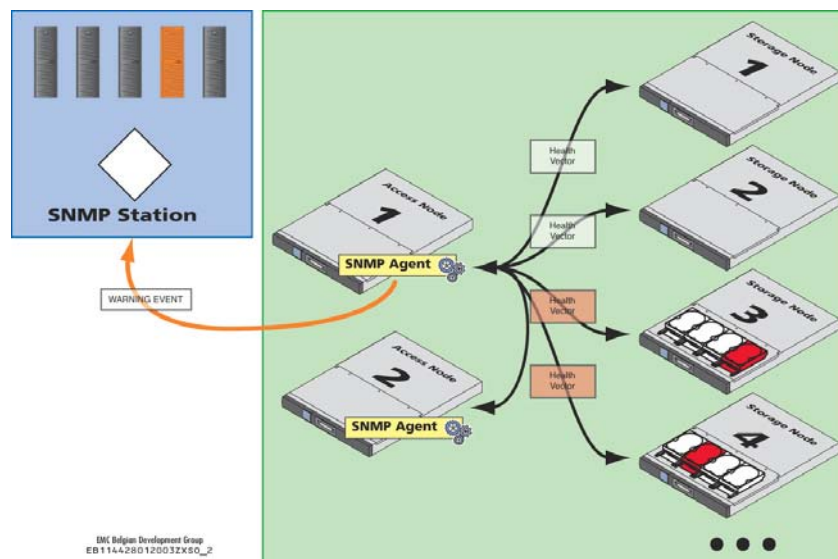 SNMP Station
WARNING EVENT
Access Node
1
SNMP Agent
Access Node
2
SNMP Agent
Health
Vector
Health
Vector
Health
Vector
Health
Vector
Storage Node
1
Storage Node
2
Storage Node
3
Storage Node
4
EMC Belgian Development Group
EB114428012003ZXS0_2